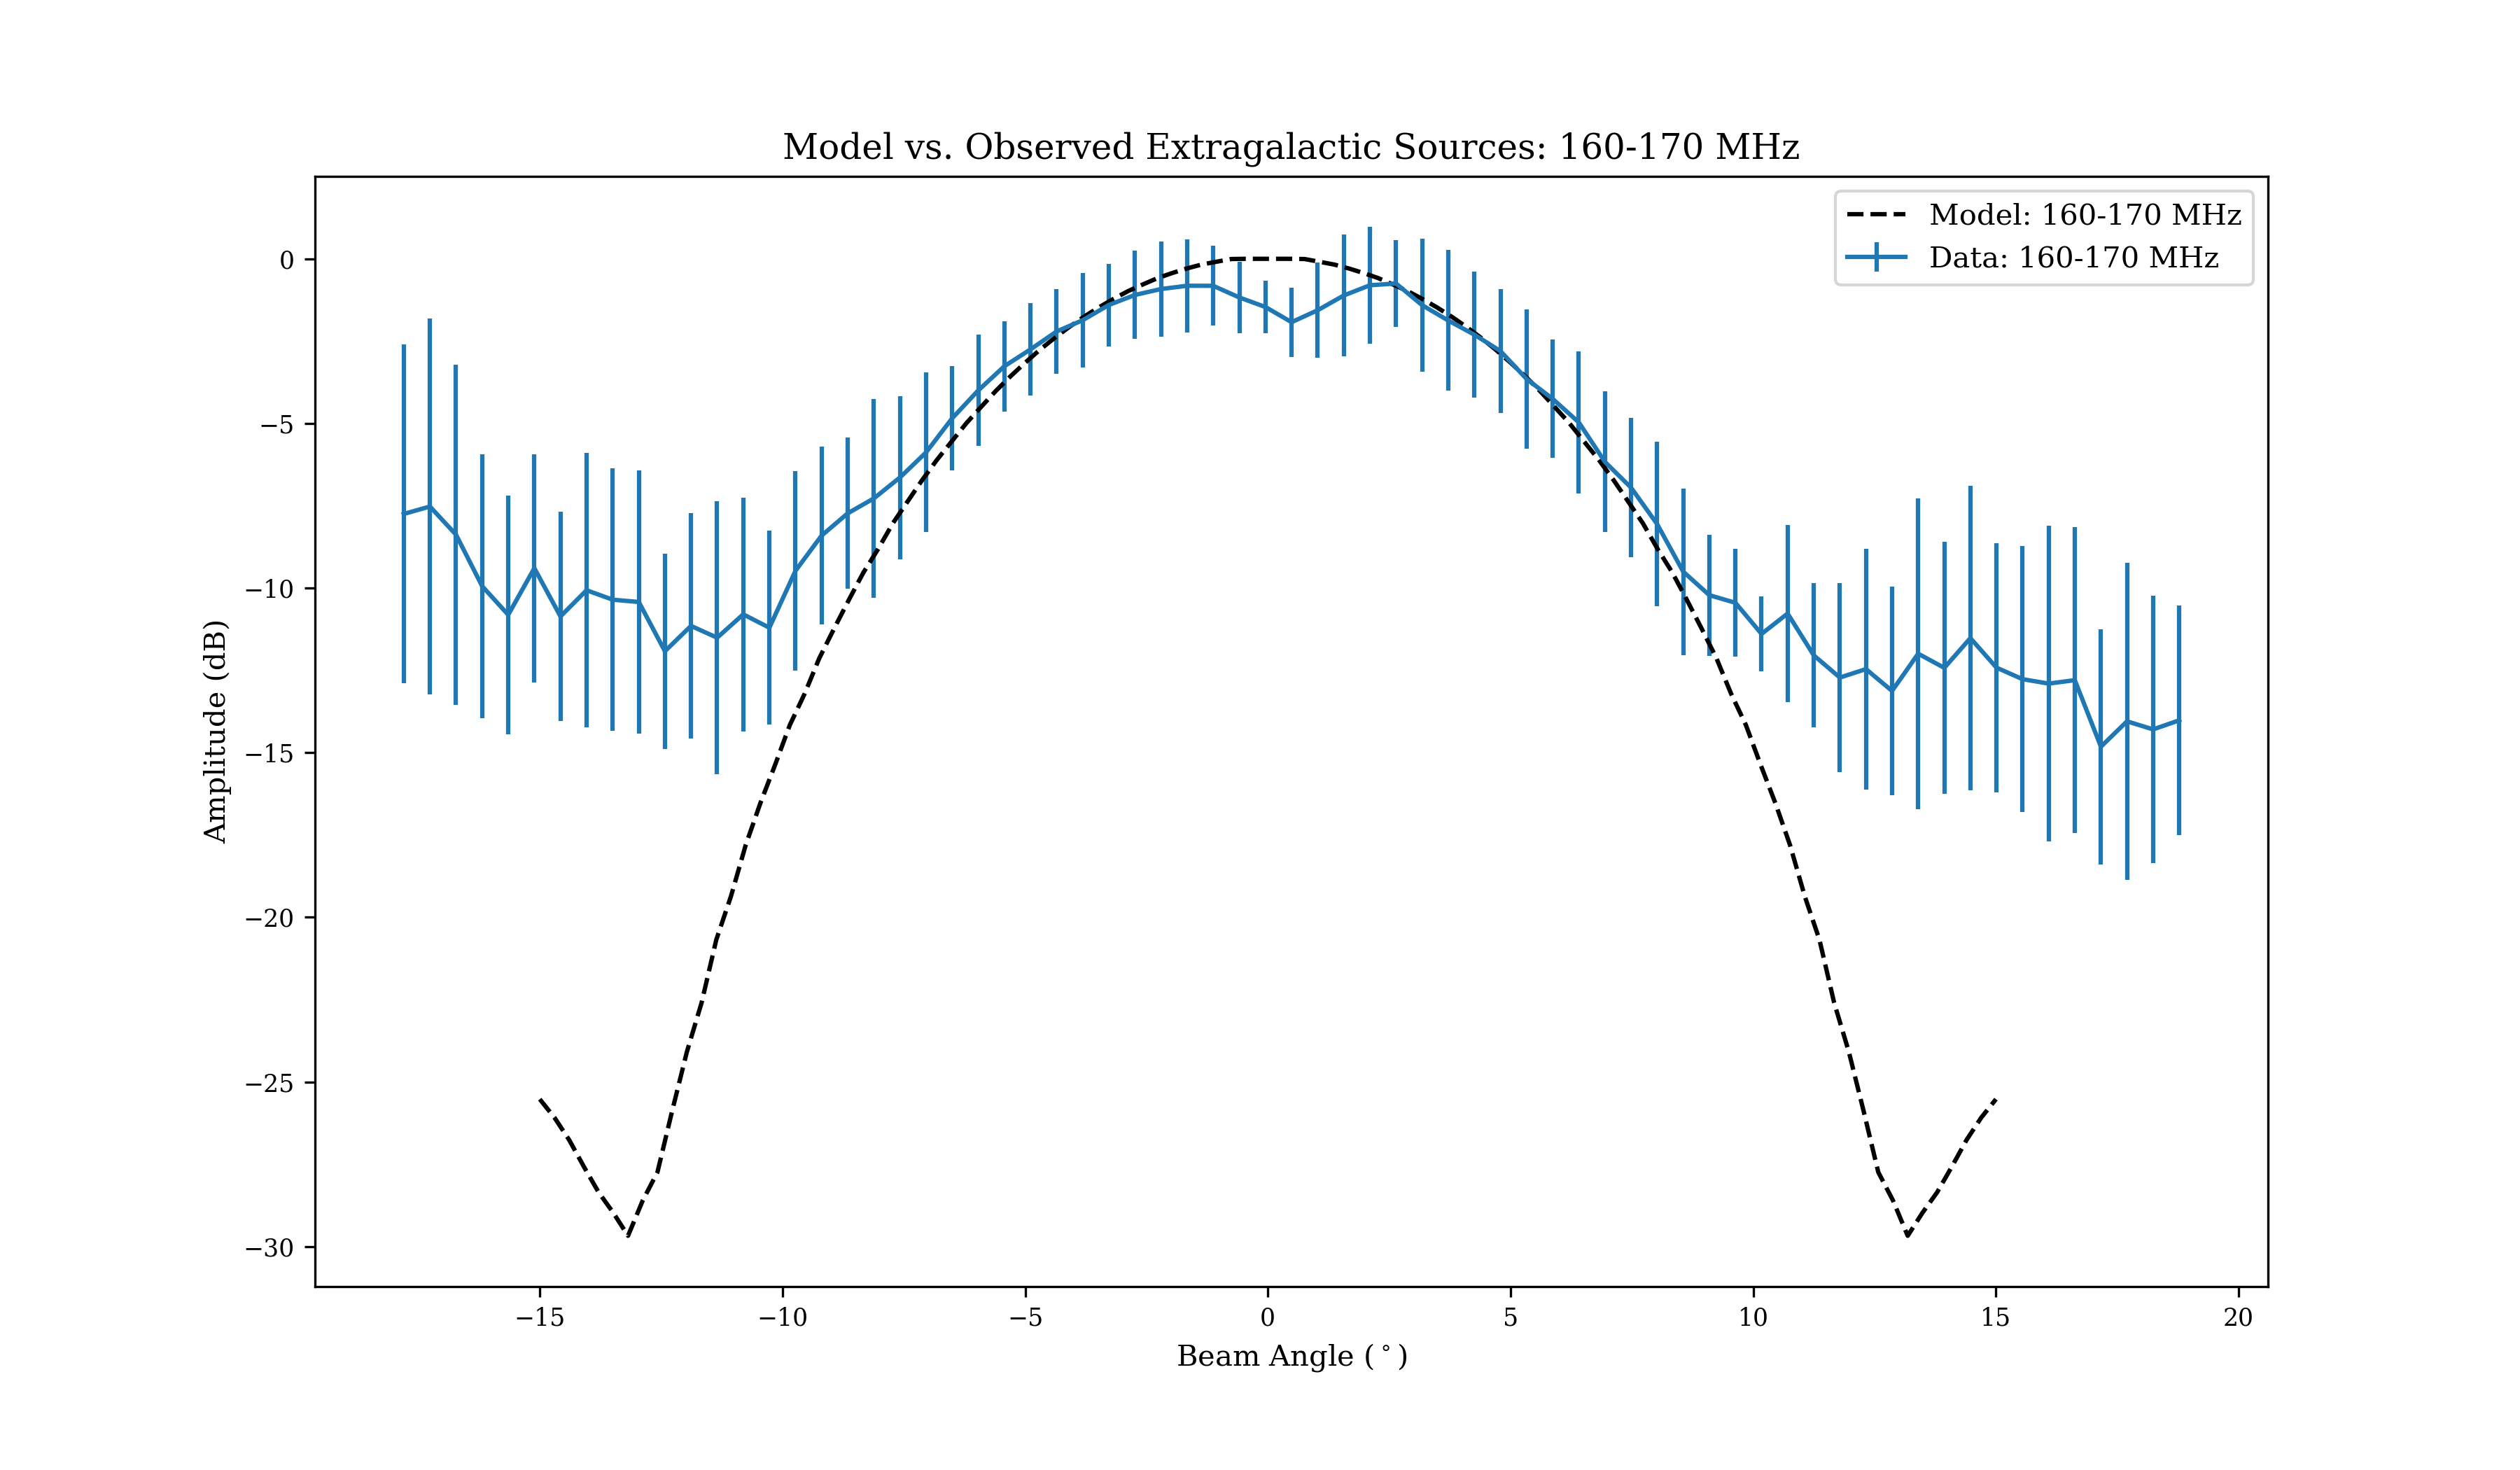 Model vs. Observed Extragalactic Sources: 160-170 MHz
Model: 160-170 MHz
Data: 160-170 MHz
0
−5
−10
−15
−20
−25
−30
Amplitude (dB)
−15 −10 −5 0 5 10 15 20
Beam Angle (°)